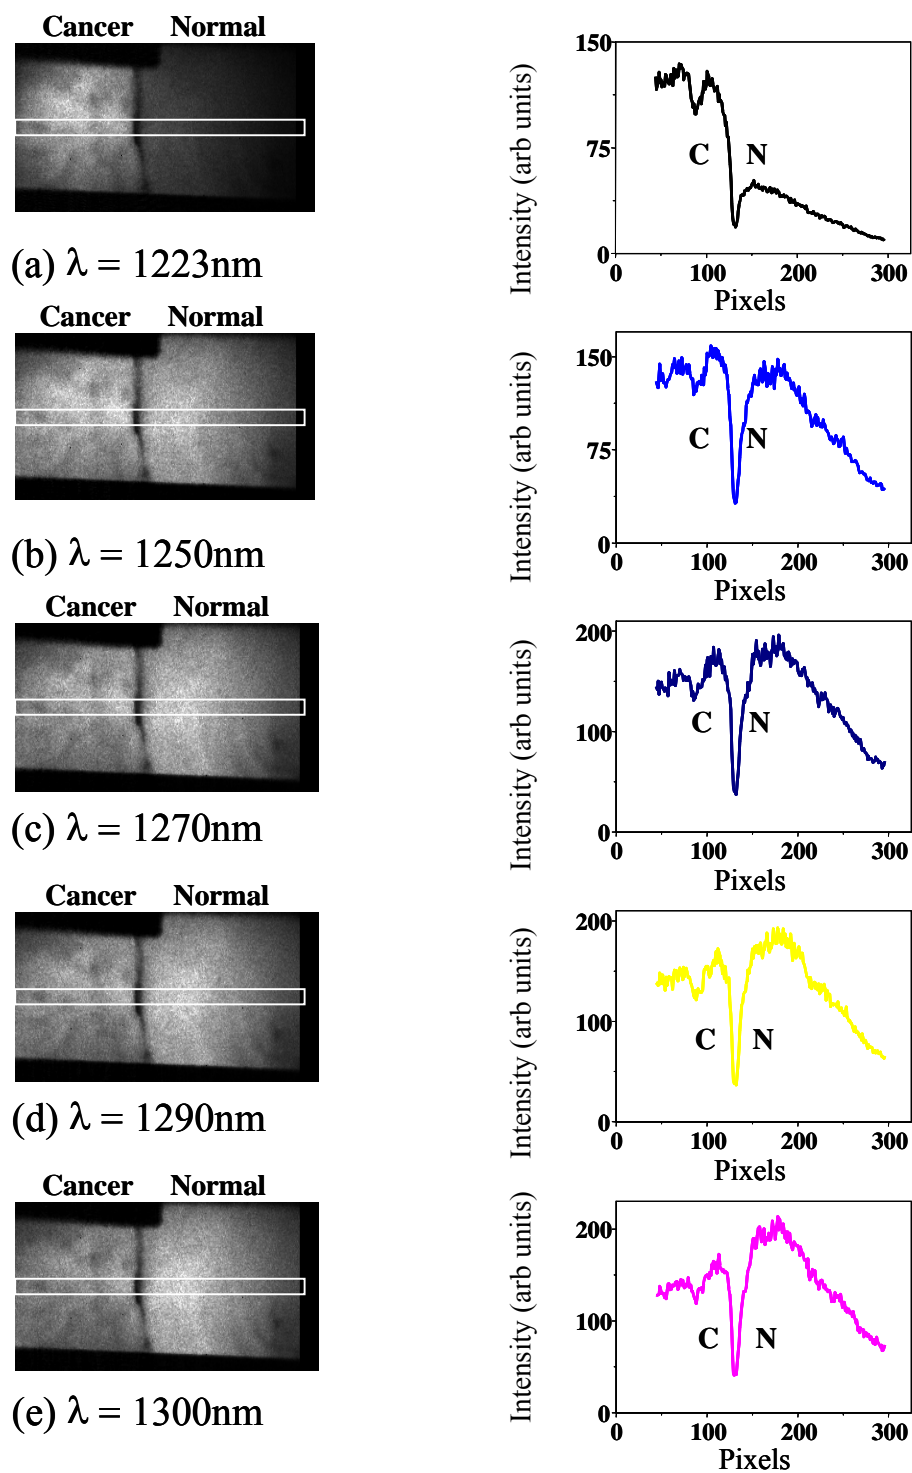 Cancer Normal
(a) λ = 1223nm
Intensity (arb units)
150
75
0
C N
0 100 200 300
Pixels
Cancer Normal
(b) λ = 1250nm
Intensity (arb units)
150
75
0
C N
0 100 200 300
Pixels
Cancer Normal
(c) λ = 1270nm
Intensity (arb units)
200
100
0
C N
0 100 200 300
Pixels
Cancer Normal
(d) λ = 1290nm
Intensity (arb units)
200
100
0
C N
0 100 200 300
Pixels
Cancer Normal
(e) λ = 1300nm
Intensity (arb units)
200
100
0
C N
0 100 200 300
Pixels